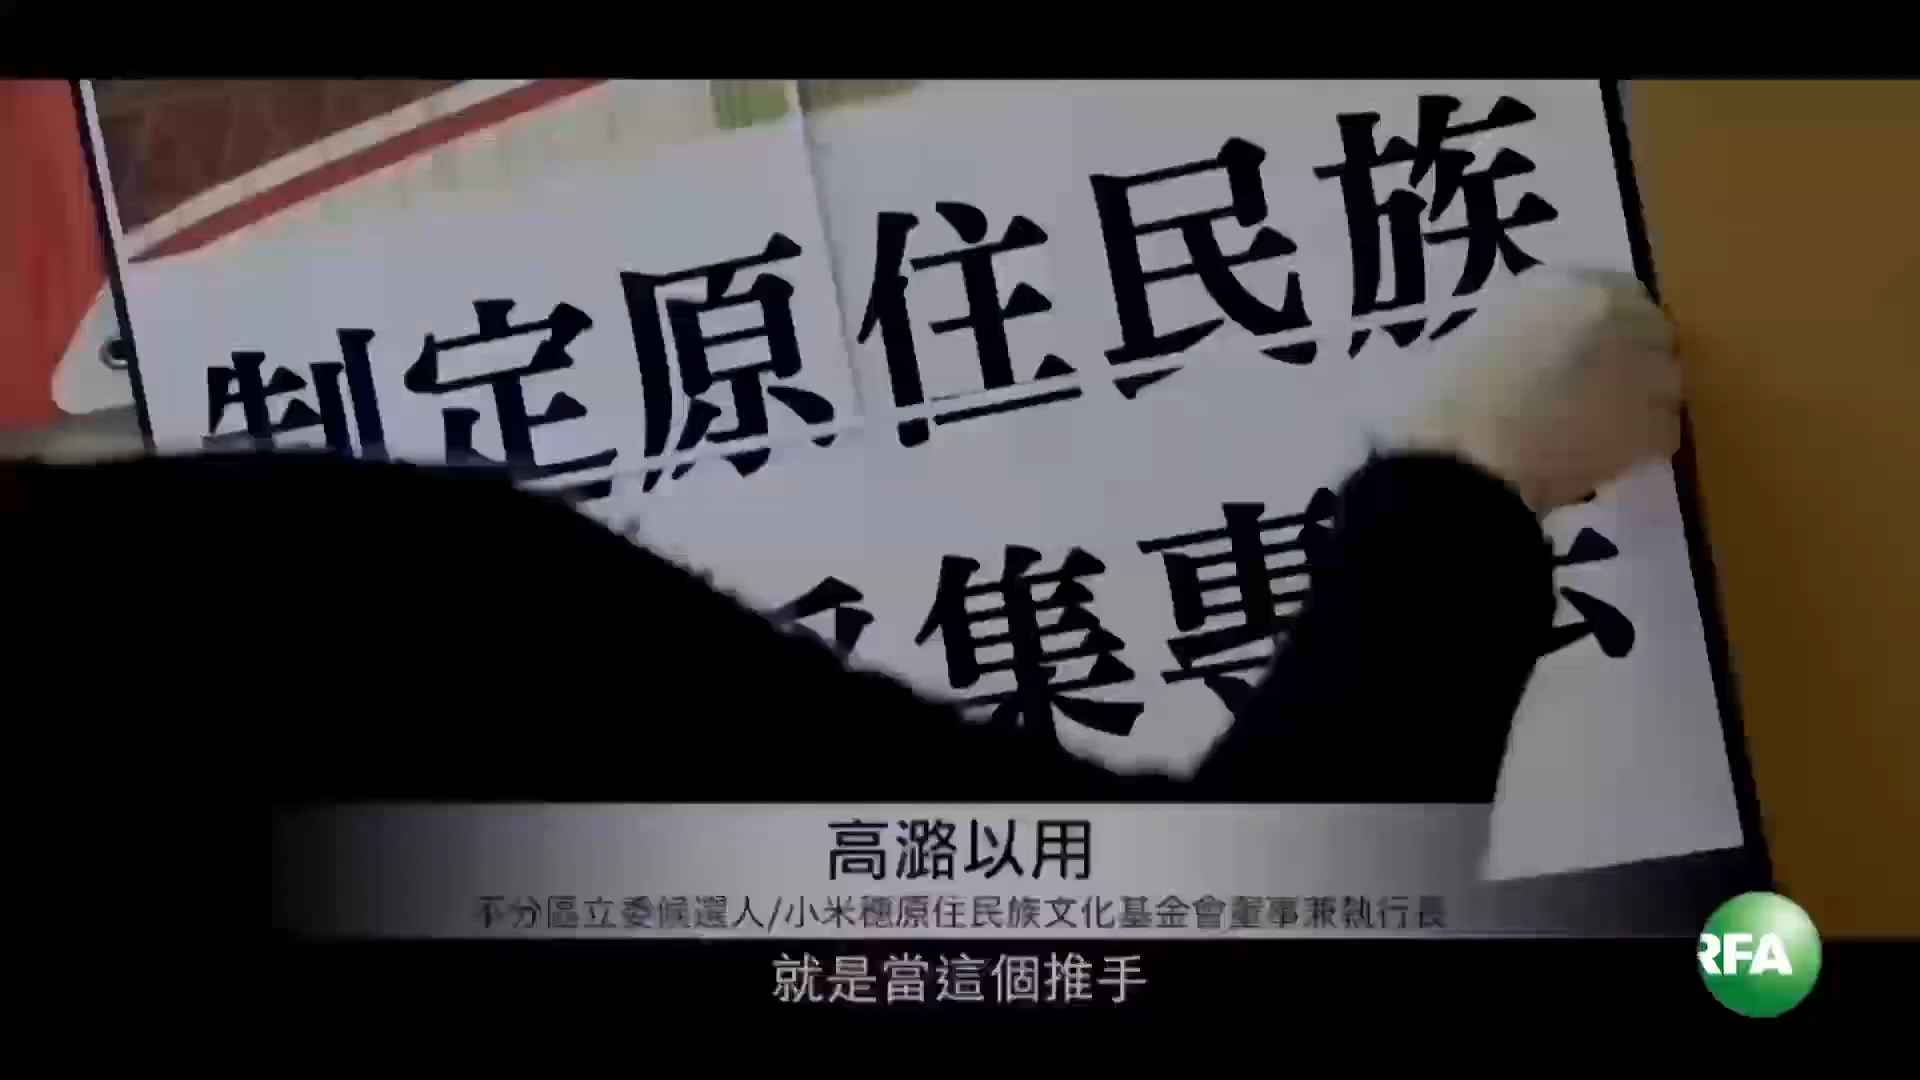 制定原住民族
集專法
高潞以用
不分區立委候選人/小米穗原住民族文化基金會董事兼執行長
就是當這個推手
RFA